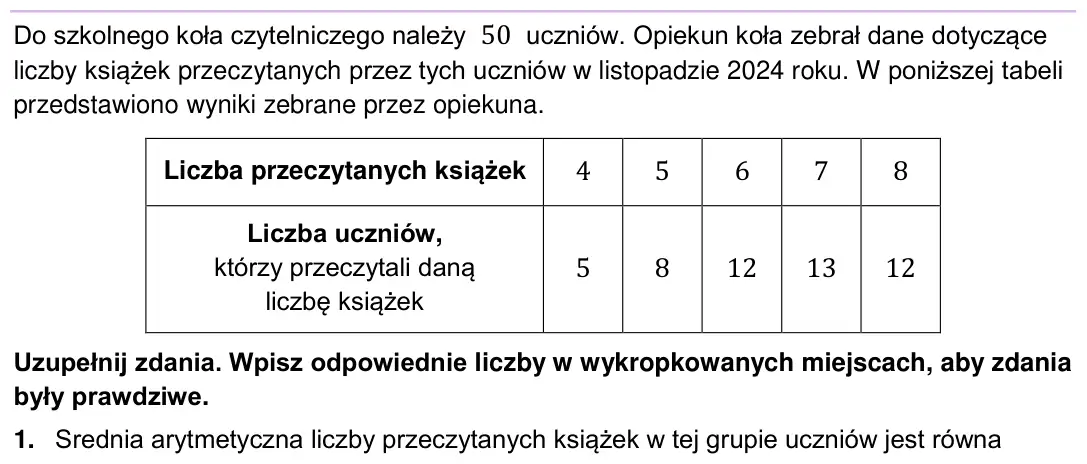 Do szkolnego koła czytelniczego należy 50 uczniów. Opiekun koła zebrał dane dotyczące
liczby książek przeczytanych przez tych uczniów w listopadzie 2024 roku. W poniższej tabeli
przedstawiono wyniki zebrane przez opiekuna.
Liczba przeczytanych książek 4 5 6 7 8
Liczba uczniów,
którzy przeczytali daną 5 8 12 13 12
liczbę książek
Uzupełnij zdania. Wpisz odpowiednie liczby w wykropkowanych miejscach, aby zdania
były prawdziwe.
1. Srednia arytmetyczna liczby przeczytanych książek w tej grupie uczniów jest równa